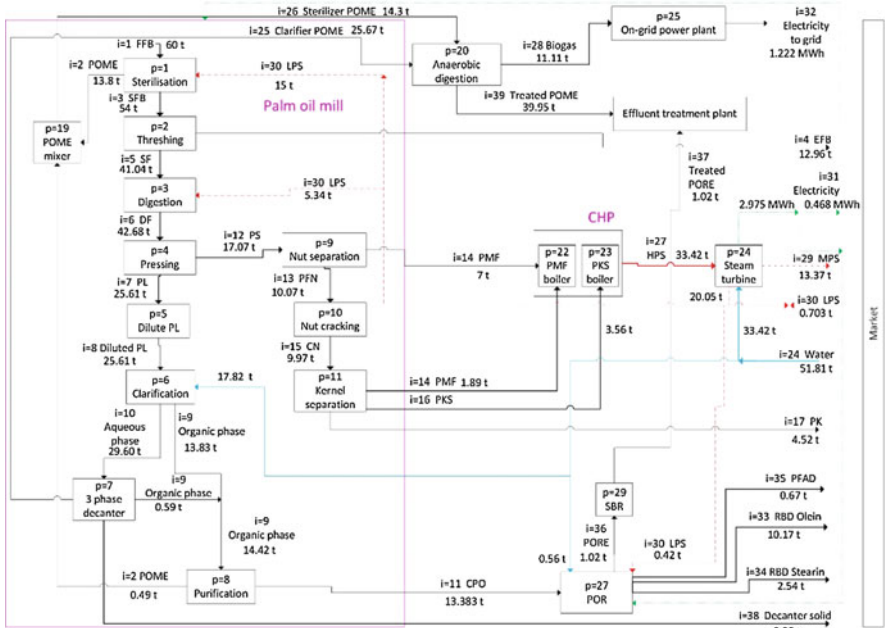 i=26 Sterilizer POME 14.3 t
i=25 Clarifier POME
25.67 t
i=1 FFB
60 t
i=2 POME
13.8 t
p=1
Sterilisation
i=30 LPS
15 t
i=3 SFB
54 t
Palm oil mill
p=19
POME
mixer
p=2
Threshing
i=5 SF
41.04 t
p=3
Digestion
i=30 LPS
5.34 t
i=6 DF
42.68 t
p=4
Pressing
i=12 PS
17.07 t
p=9
Nut separation
i=7 PL
25.61 t
i=13 PFN
10.07 t
p=5
Dilute PL
p=10
Nut cracking
i=8 Diluted PL
25.61 t
i=15 CN
9.97 t
p=6
Clarification
17.82 t
p=11
Kernel
separation
i=10
Aqueous
phase
29.60 t
i=9
Organic phase
13.83 t
p=7
3 phase
decanter
i=9
Organic phase
0.59 t
i=9
Organic phase
14.42 t
i=2 POME
0.49 t
p=8
Purification
i=11 CPO
13.383 t
p=20
Anaerobic
digestion
i=28 Biogas
11.11 t
p=25
On-grid power plant
i=32
Electricity
to grid
1.222 MWh
i=39 Treated POME
39.95 t
Effluent treatment plant
i=37
Treated
PORE
1.02 t
i=4 EFB
12.96 t
i=31
Electricity
2.975 MWh
0.468 MWh
CHP
i=14 PMF
7 t
p=22
PMF
boiler
p=23
PKS
boiler
i=27
HPS
33.42 t
p=24
Steam
turbine
i=29 MPS
13.37 t
20.05 t
i=30 LPS
0.703 t
3.56 t
33.42 t
i=24 Water
51.81 t
i=14 PMF 1.89 t
i=16 PKS
i=17 PK
4.52 t
p=29
SBR
i=35 PFAD
0.67 t
i=36
PORE
1.02 t
i=30 LPS
0.42 t
i=33 RBD Olein
10.17 t
0.56 t
p=27
POR
i=34 RBD Stearin
2.54 t
i=38 Decanter solid
Market